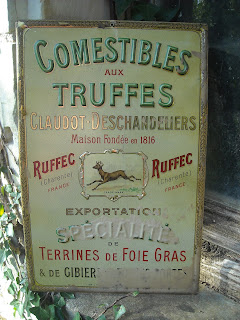 COMESTIBLES
AUX
TRUFFES
CLAUDOT-DESCHANDELIERS
Maison Fondée en 1816
RUFFEC RUFFEC
(Charente) (Charente)
FRANCE FRANCE
EXPORTATION
SPÉCIALITÉ
DE
TERRINES DE FOIE GRAS
& DE GIBIER